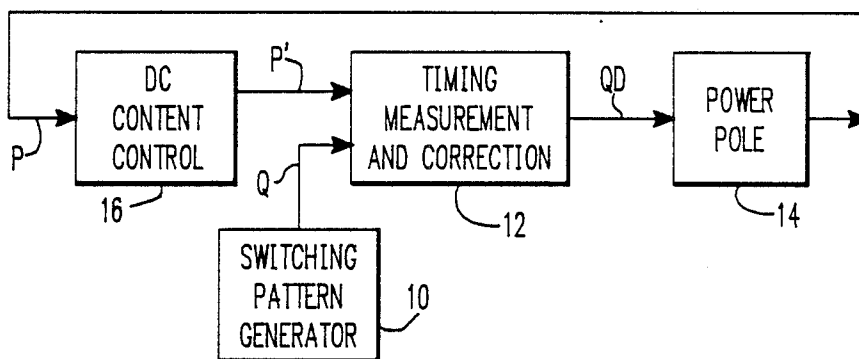 DC
CONTENT
CONTROL
16
P
P'
Q
TIMING
MEASUREMENT
AND CORRECTION
12
QD
POWER
POLE
14
SWITCHING
PATTERN
GENERATOR
10